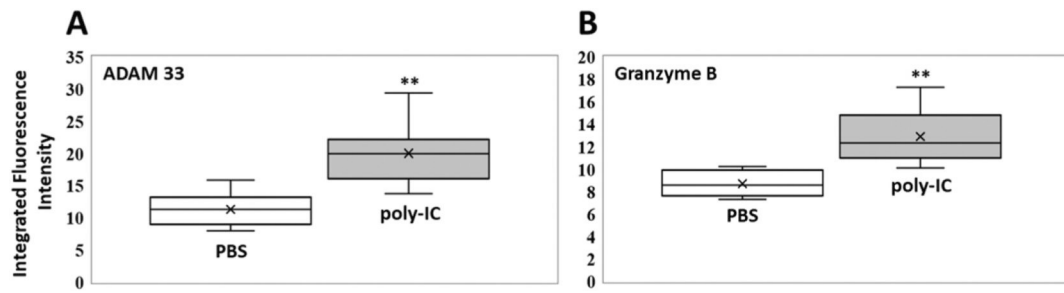 A
Integrated Fluorescence
Intensity
35
30
25
20
15
10
5
0
ADAM 33
**
PBS
poly-IC
B
20
18
16
14
12
10
8
6
4
2
0
Granzyme B
**
PBS
poly-IC